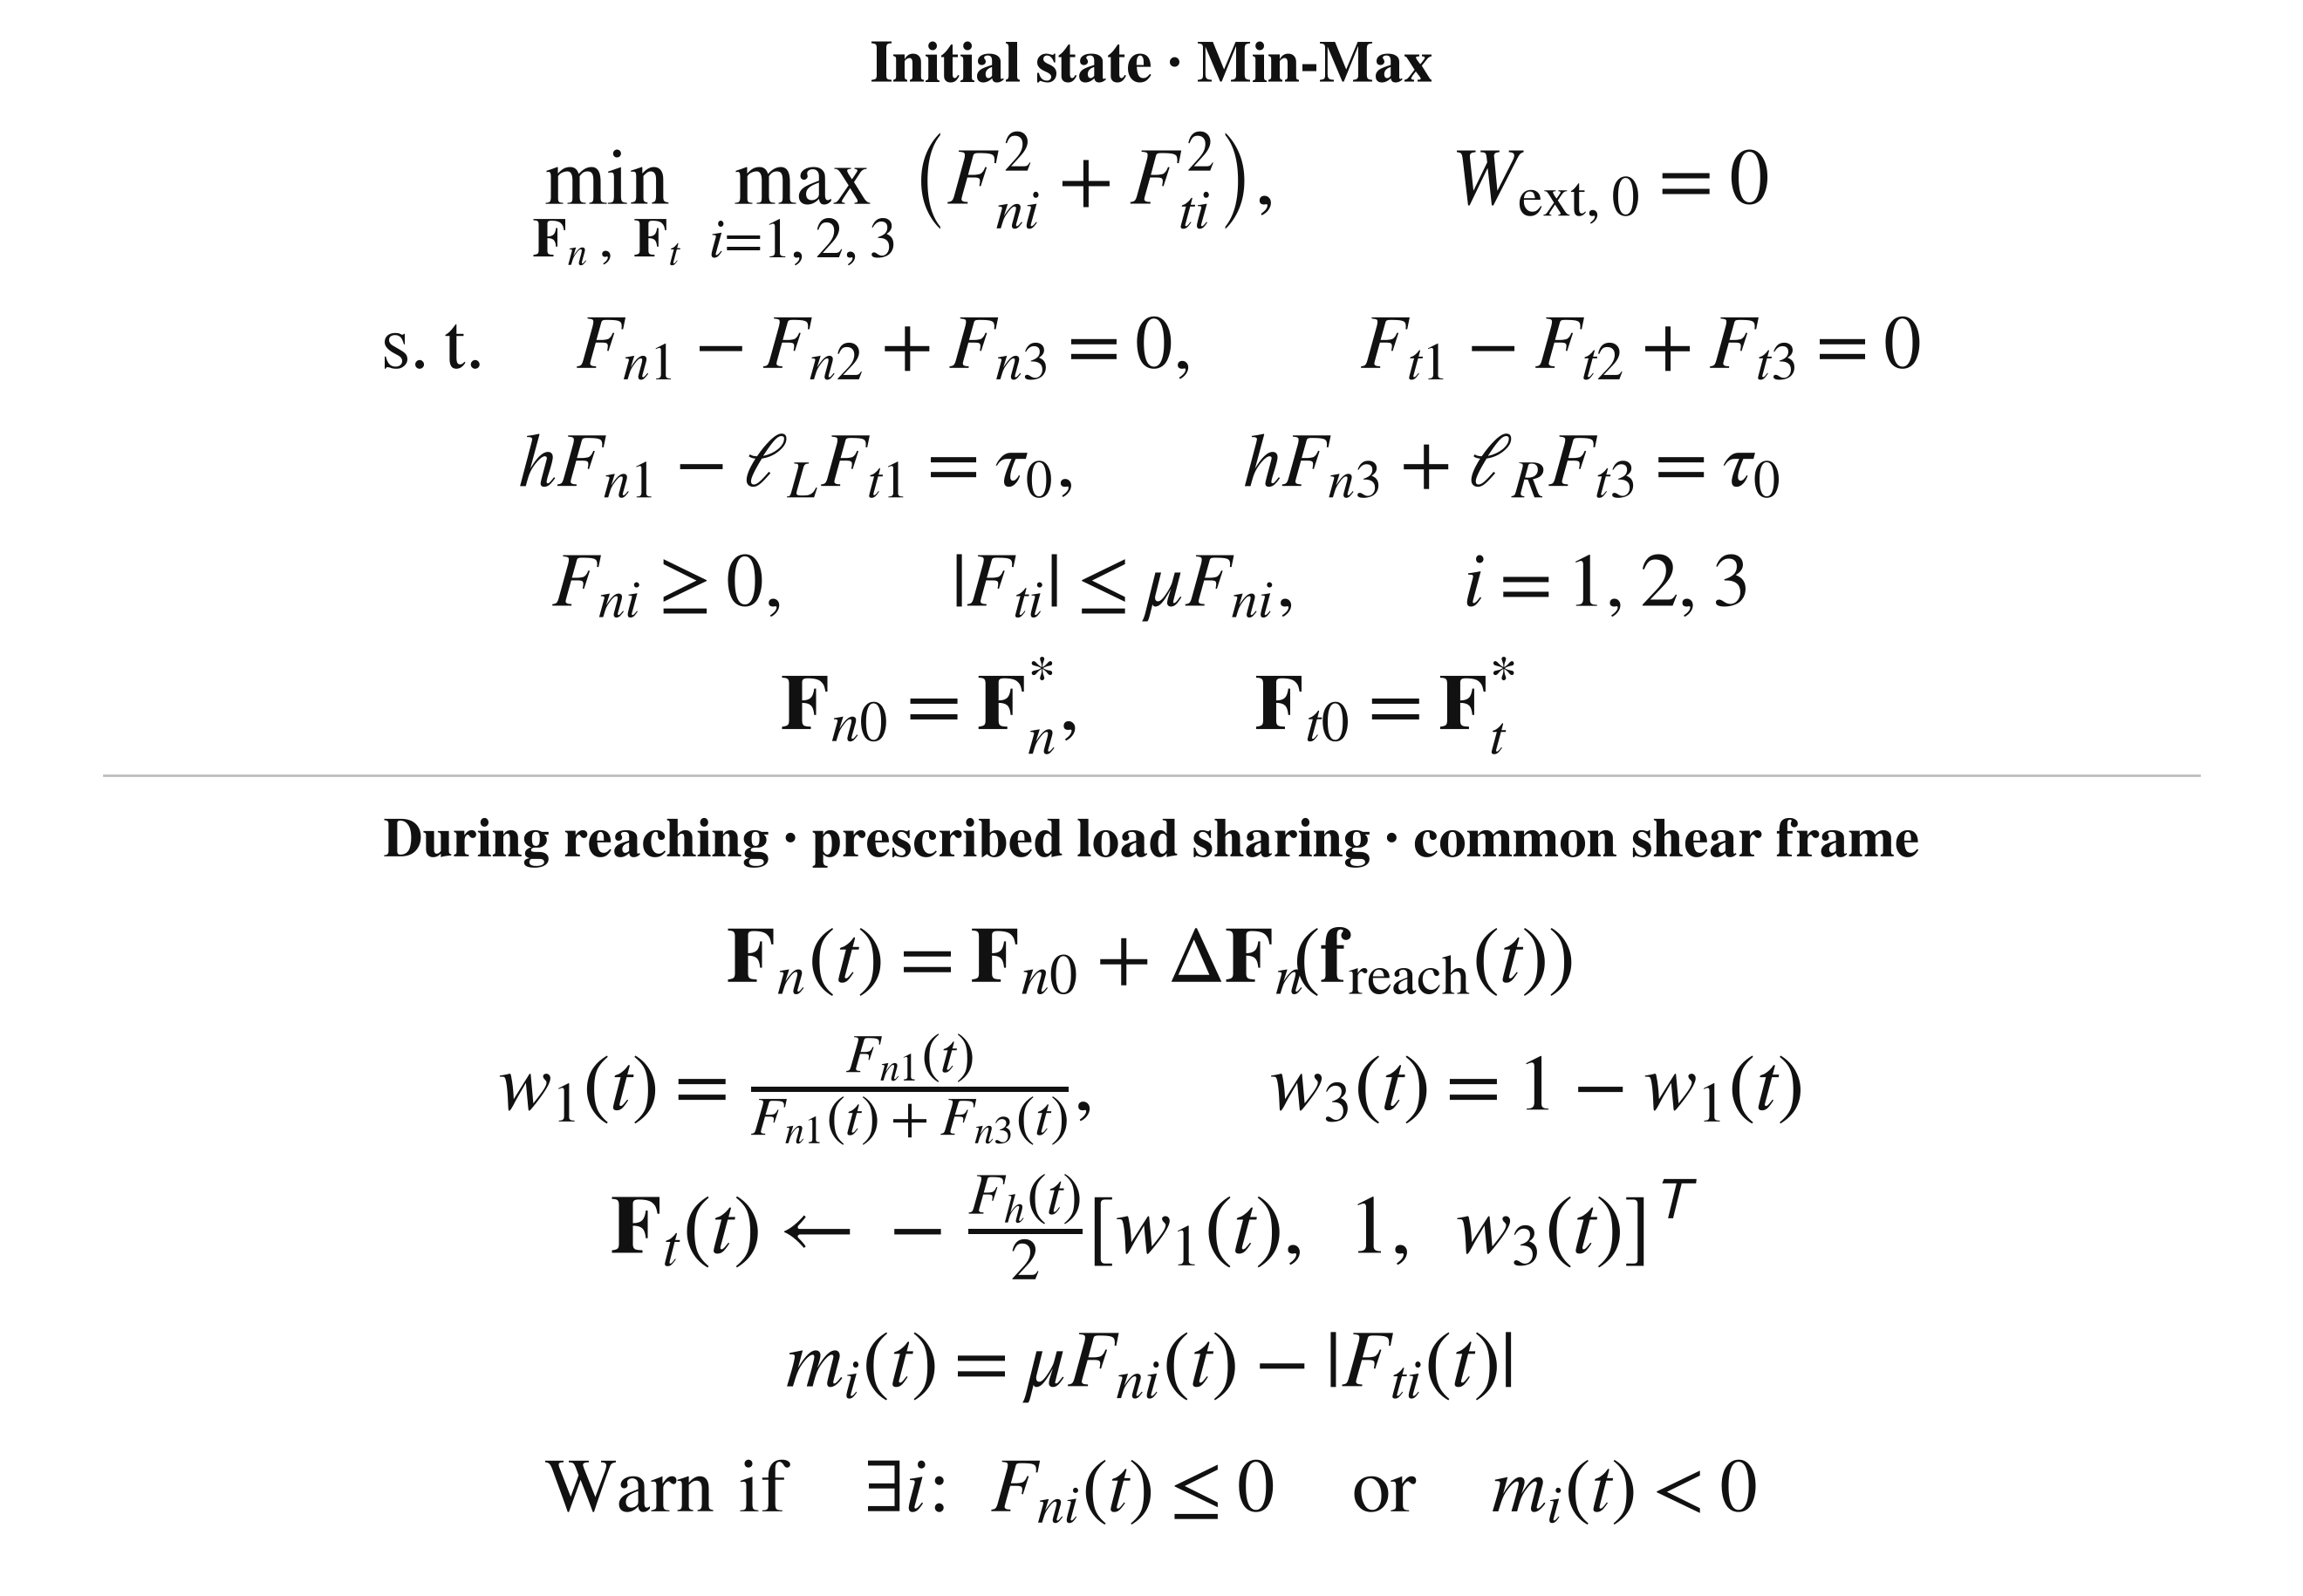 Initial state · Min-Max
min_{𝐅_n, 𝐅_t} max_{i=1, 2, 3} (F_{ni}^2 + F_{ti}^2), W_{ext, 0} = 0
s. t. F_{n1} − F_{n2} + F_{n3} = 0, F_{t1} − F_{t2} + F_{t3} = 0
hF_{n1} − ℓ_L F_{t1} = τ_0, hF_{n3} + ℓ_R F_{t3} = τ_0
F_{ni} ≥ 0, |F_{ti}| ≤ μF_{ni}, i = 1, 2, 3
𝐅_{n0} = 𝐅_n^*, 𝐅_{t0} = 𝐅_t^*
During reaching · prescribed load sharing · common shear frame
𝐅_n(t) = 𝐅_{n0} + Δ𝐅_n(𝐟_{reach}(t))
w_1(t) = \frac{F_{n1}(t)}{F_{n1}(t) + F_{n3}(t)}, w_3(t) = 1 − w_1(t)
𝐅_t(t) ← − \frac{F_h(t)}{2} [w_1(t), 1, w_3(t)]^T
m_i(t) = μF_{ni}(t) − |F_{ti}(t)|
Warn if ∃i: F_{ni}(t) ≤ 0 or m_i(t) < 0